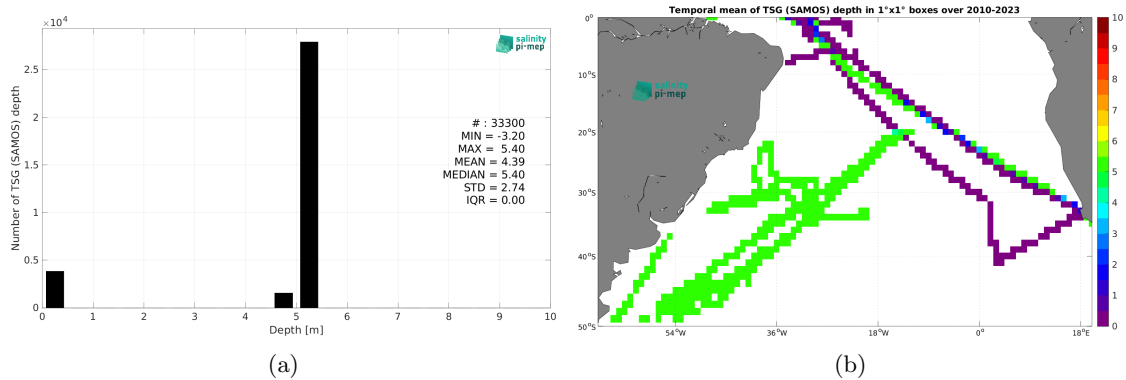 ×10⁴
2.5
2
1.5
1
0.5
0
Number of TSG (SAMOS) depth
salinity
pi-mep
# : 33300
MIN = -3.20
MAX = 5.40
MEAN = 4.39
MEDIAN = 5.40
STD = 2.74
IQR = 0.00
0 1 2 3 4 5 6 7 8 9 10
Depth [m]
(a)
Temporal mean of TSG (SAMOS) depth in 1°x1° boxes over 2010-2023
0°
10°S
20°S
30°S
40°S
50°S
salinity
pi-mep
54°W 36°W 18°W 0° 18°E
10
9
8
7
6
5
4
3
2
1
0
(b)